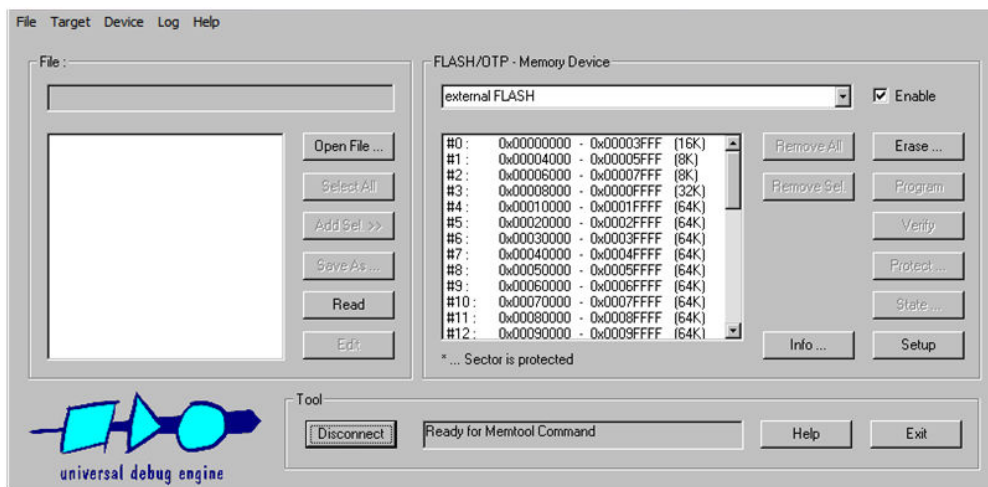 File Target Device Log Help
File :
Open File ...
Select All
Add Sel. >>
Save As ...
Read
Edit
FLASH/OTP - Memory Device
external FLASH
Enable
#0 : 0x00000000 - 0x00003FFF (16K)
#1 : 0x00004000 - 0x00005FFF (8K)
#2 : 0x00006000 - 0x00007FFF (8K)
#3 : 0x00008000 - 0x0000FFFF (32K)
#4 : 0x00010000 - 0x0001FFFF (64K)
#5 : 0x00020000 - 0x0002FFFF (64K)
#6 : 0x00030000 - 0x0003FFFF (64K)
#7 : 0x00040000 - 0x0004FFFF (64K)
#8 : 0x00050000 - 0x0005FFFF (64K)
#9 : 0x00060000 - 0x0006FFFF (64K)
#10 : 0x00070000 - 0x0007FFFF (64K)
#11 : 0x00080000 - 0x0008FFFF (64K)
#12 : 0x00090000 - 0x0009FFFF (64K)
* ... Sector is protected
Remove All
Remove Sel.
Info ...
Erase ...
Program
Verify
Protect ...
State ...
Setup
universal debug engine
Tool
Disconnect
Ready for Memtool Command
Help
Exit